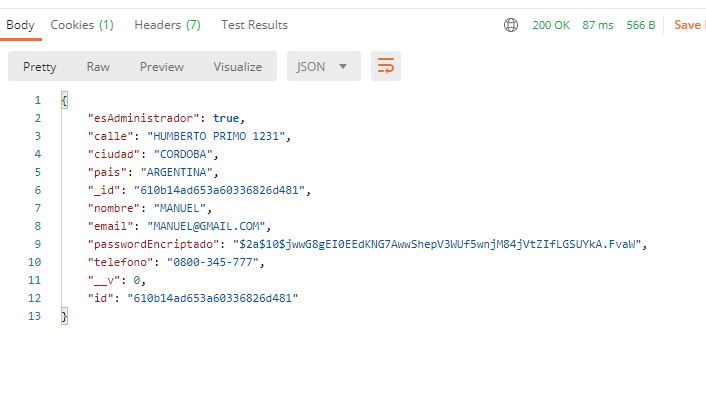 Body Cookies (1) Headers (7) Test Results 200 OK 87 ms 566 B Save
Pretty Raw Preview Visualize JSON
1 {
2 "esAdministrador": true,
3 "calle": "HUMBERTO PRIMO 1231",
4 "ciudad": "CORDOBA",
5 "pais": "ARGENTINA",
6 "_id": "610b14ad653a60336826d481",
7 "nombre": "MANUEL",
8 "email": "MANUEL@GMAIL.COM",
9 "passwordEncriptado": "$2a$10$jwwG8gEI0EEdKNG7AwwShepV3WUf5wnjM84jVtZIfLGSUYkA.FvaW",
10 "telefono": "0800-345-777",
11 "__v": 0,
12 "id": "610b14ad653a60336826d481"
13 }